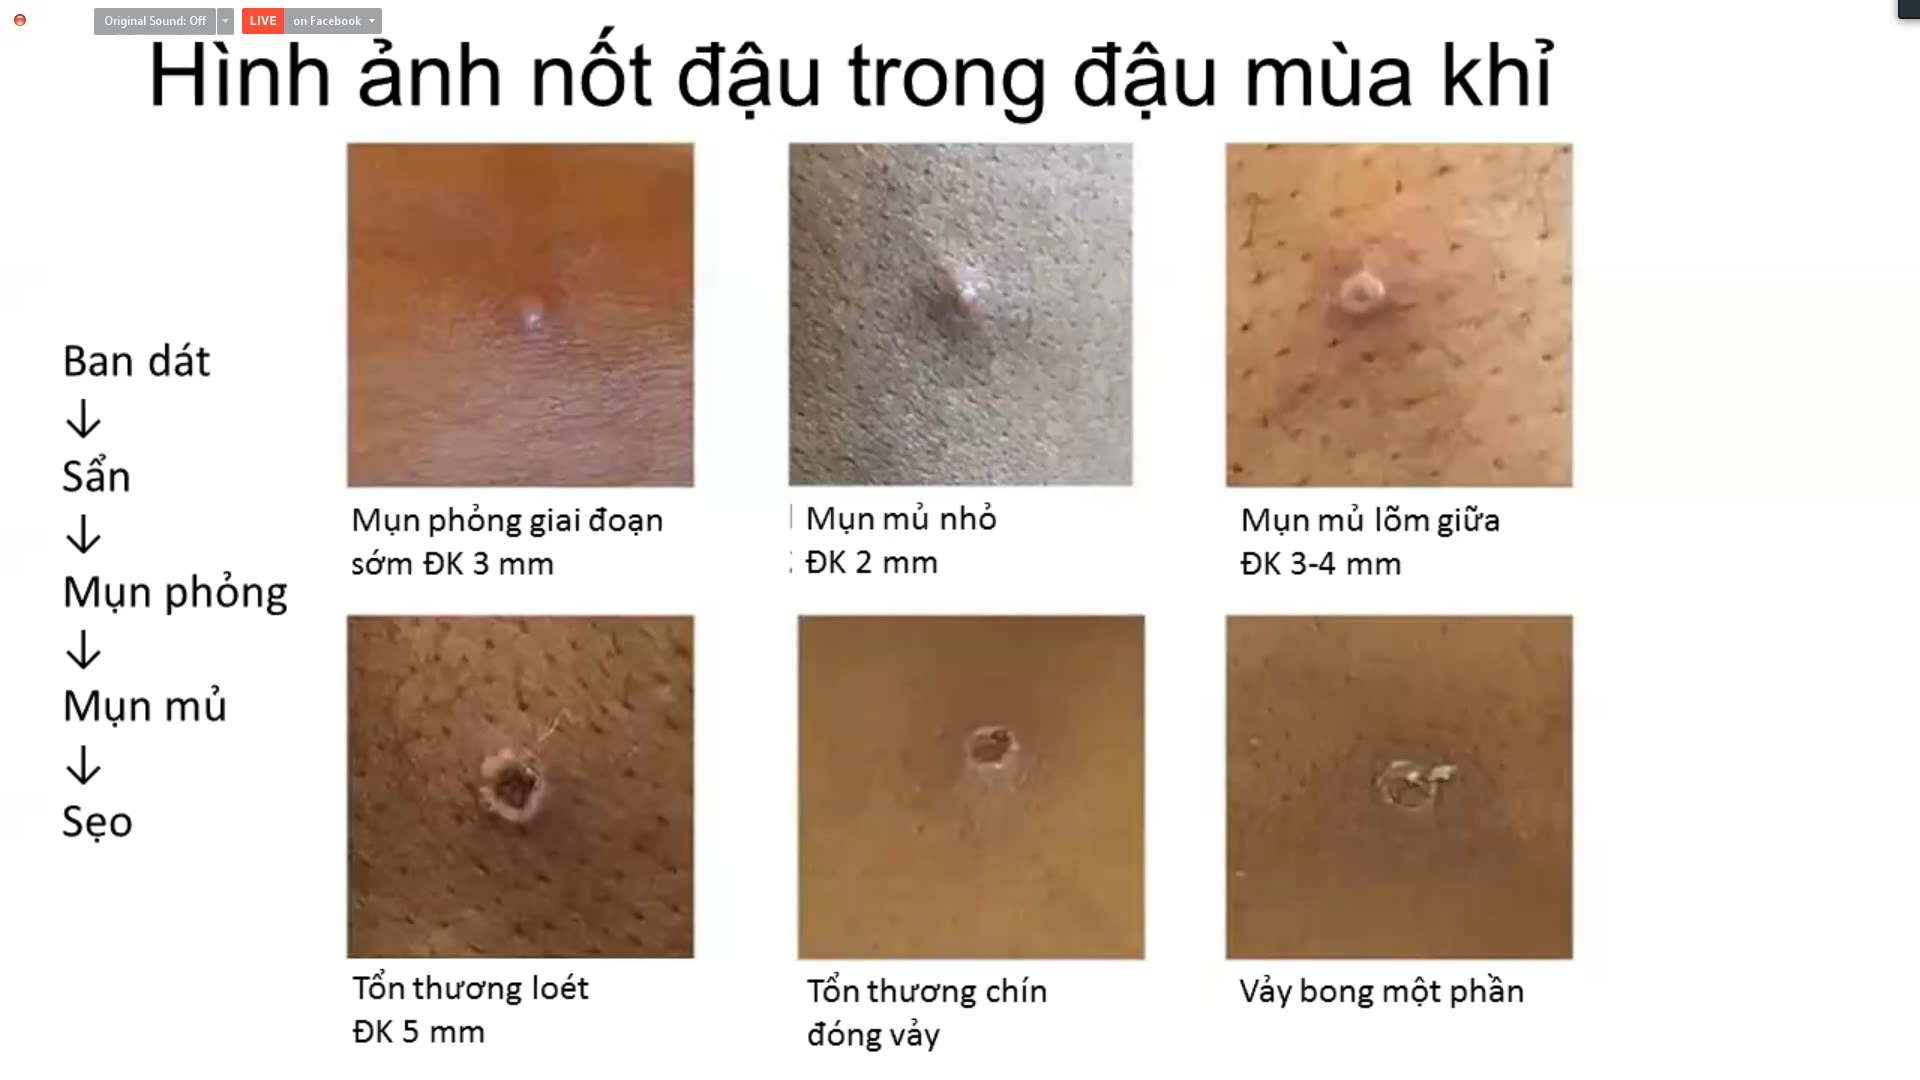 Original Sound: Off
LIVE on Facebook
Hình ảnh nốt đậu trong đậu mùa khỉ
Ban dát
↓
Sẩn
↓
Mụn phỏng
↓
Mụn mủ
↓
Sẹo
Mụn phỏng giai đoạn
sớm ĐK 3 mm
Mụn mủ nhỏ
ĐK 2 mm
Mụn mủ lõm giữa
ĐK 3-4 mm
Tổn thương loét
ĐK 5 mm
Tổn thương chín
đóng vảy
Vảy bong một phần